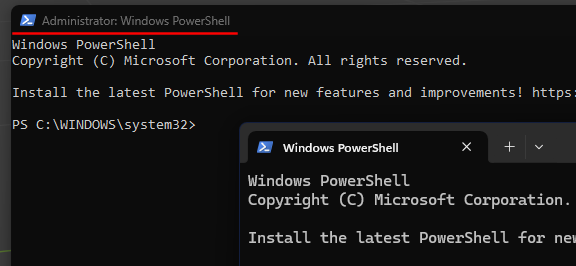 Administrator: Windows PowerShell
Windows PowerShell
Copyright (C) Microsoft Corporation. All rights reserved.
Install the latest PowerShell for new features and improvements! https:
PS C:\WINDOWS\system32>
Windows PowerShell
Windows PowerShell
Copyright (C) Microsoft Corporation.
Install the latest PowerShell for new